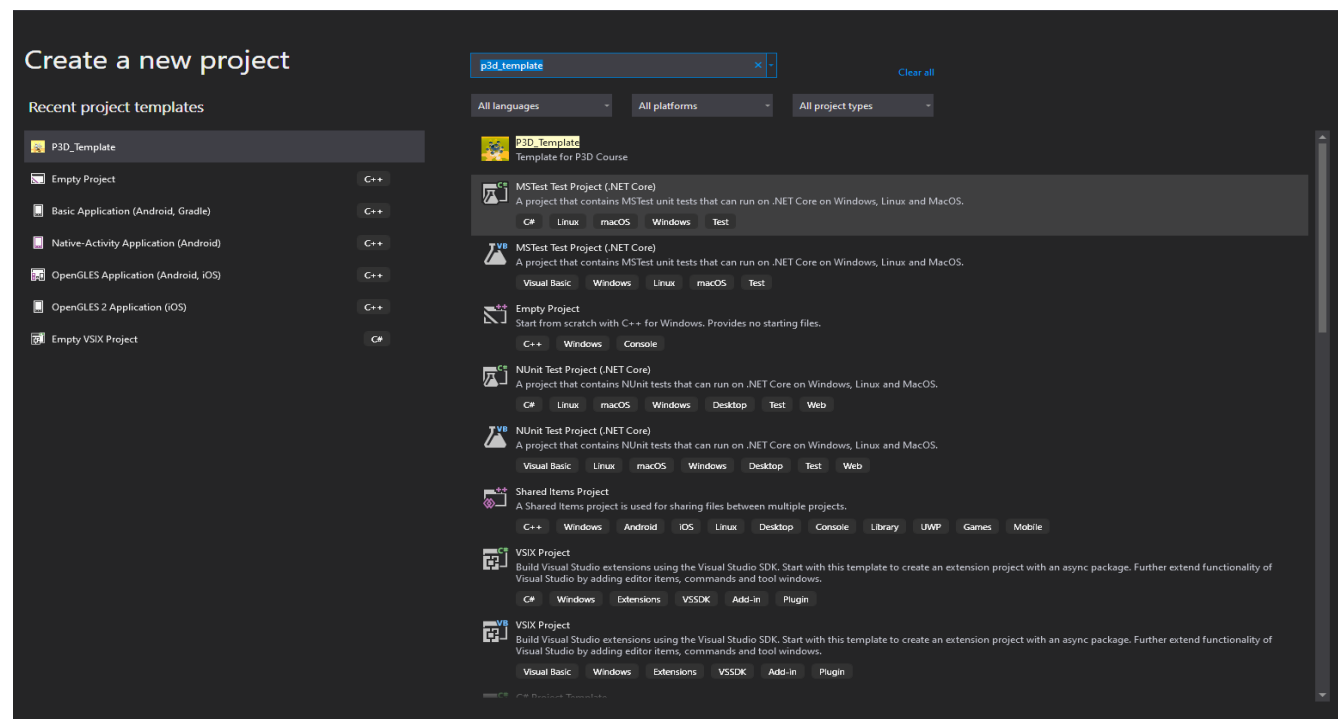 Create a new project
Recent project templates
P3D_Template
Empty Project C++
Basic Application (Android, Gradle) C++
Native-Activity Application (Android) C++
OpenGLES Application (Android, iOS) C++
OpenGLES 2 Application (iOS) C++
Empty VSIX Project C#
p3d_template
Clear all
All languages All platforms All project types
P3D_Template
Template for P3D Course
MSTest Test Project (.NET Core)
A project that contains MSTest unit tests that can run on .NET Core on Windows, Linux and MacOS.
C# Linux macOS Windows Test
MSTest Test Project (.NET Core)
A project that contains MSTest unit tests that can run on .NET Core on Windows, Linux and MacOS.
Visual Basic Windows Linux macOS Test
Empty Project
Start from scratch with C++ for Windows. Provides no starting files.
C++ Windows Console
NUnit Test Project (.NET Core)
A project that contains NUnit tests that can run on .NET Core on Windows, Linux and MacOS.
C# Linux macOS Windows Desktop Test Web
NUnit Test Project (.NET Core)
A project that contains NUnit tests that can run on .NET Core on Windows, Linux and MacOS.
Visual Basic Linux macOS Windows Desktop Test Web
Shared Items Project
A Shared Items project is used for sharing files between multiple projects.
C++ Windows Android iOS Linux Desktop Console Library UWP Games Mobile
VSIX Project
Build Visual Studio extensions using the Visual Studio SDK. Start with this template to create an extension project with an async package. Further extend functionality of
Visual Studio by adding editor items, commands and tool windows.
C# Windows Extensions VSSDK Add-in Plugin
VSIX Project
Build Visual Studio extensions using the Visual Studio SDK. Start with this template to create an extension project with an async package. Further extend functionality of
Visual Studio by adding editor items, commands and tool windows.
Visual Basic Windows Extensions VSSDK Add-in Plugin
C# Project Template